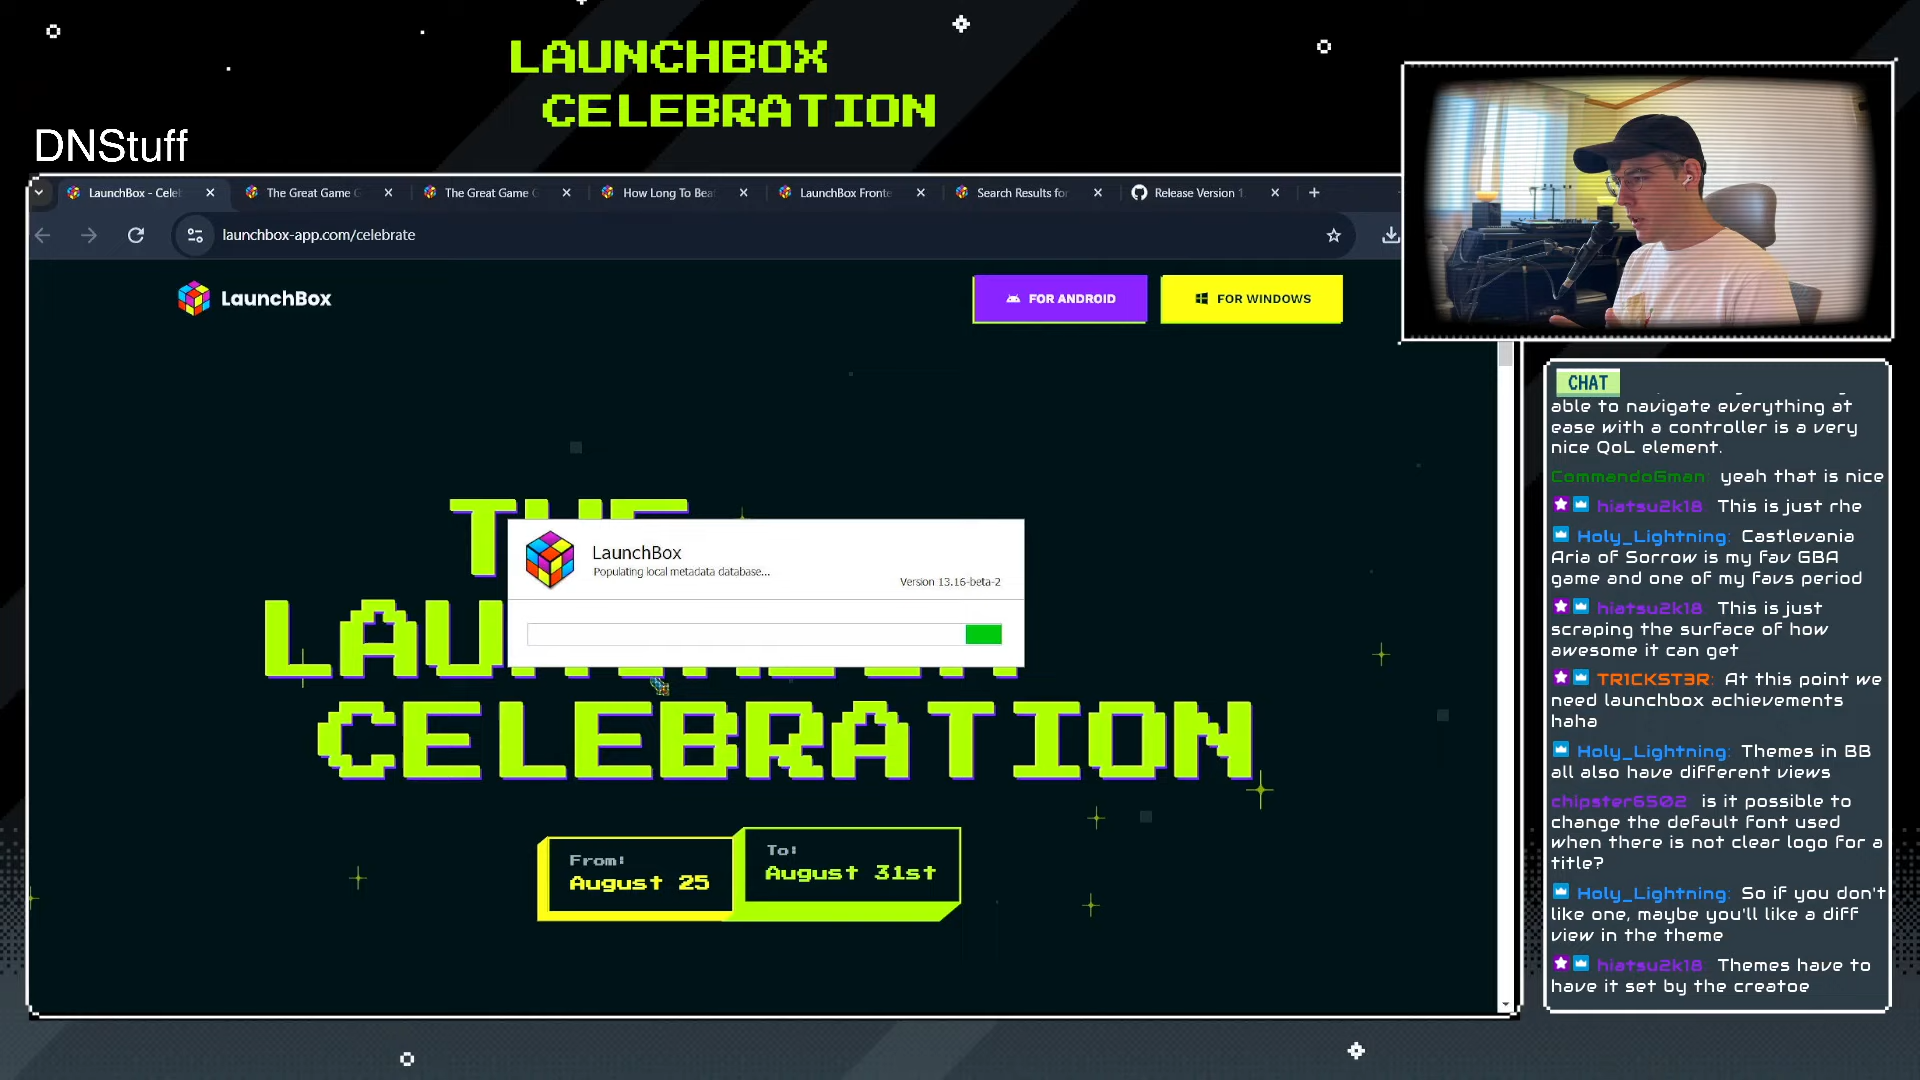 LAUNCHBOX
CELEBRATION
DNStuff
LaunchBox - Celeb
The Great Game G
The Great Game G
How Long To Beat
LaunchBox Fronte
Search Results for
Release Version 1
launchbox-app.com/celebrate
LaunchBox
FOR ANDROID
FOR WINDOWS
THE
LaunchBox
Populating local metadata database...
Version 13.16-beta-2
CELEBRATION
From:
August 25
To:
August 31st
CHAT
able to navigate everything at
ease with a controller is a very
nice QoL element.
CommandoGman: yeah that is nice
hiatsu2k18: This is just rhe
Holy_Lightning: Castlevania
Aria of Sorrow is my fav GBA
game and one of my favs period
hiatsu2k18: This is just
scraping the surface of how
awesome it can get
TR1CKST3R: At this point we
need launchbox achievements
haha
Holy_Lightning: Themes in BB
all also have different views
chipster6502: is it possible to
change the default font used
when there is not clear logo for a
title?
Holy_Lightning: So if you don't
like one, maybe you'll like a diff
view in the theme
hiatsu2k18: Themes have to
have it set by the creatoe